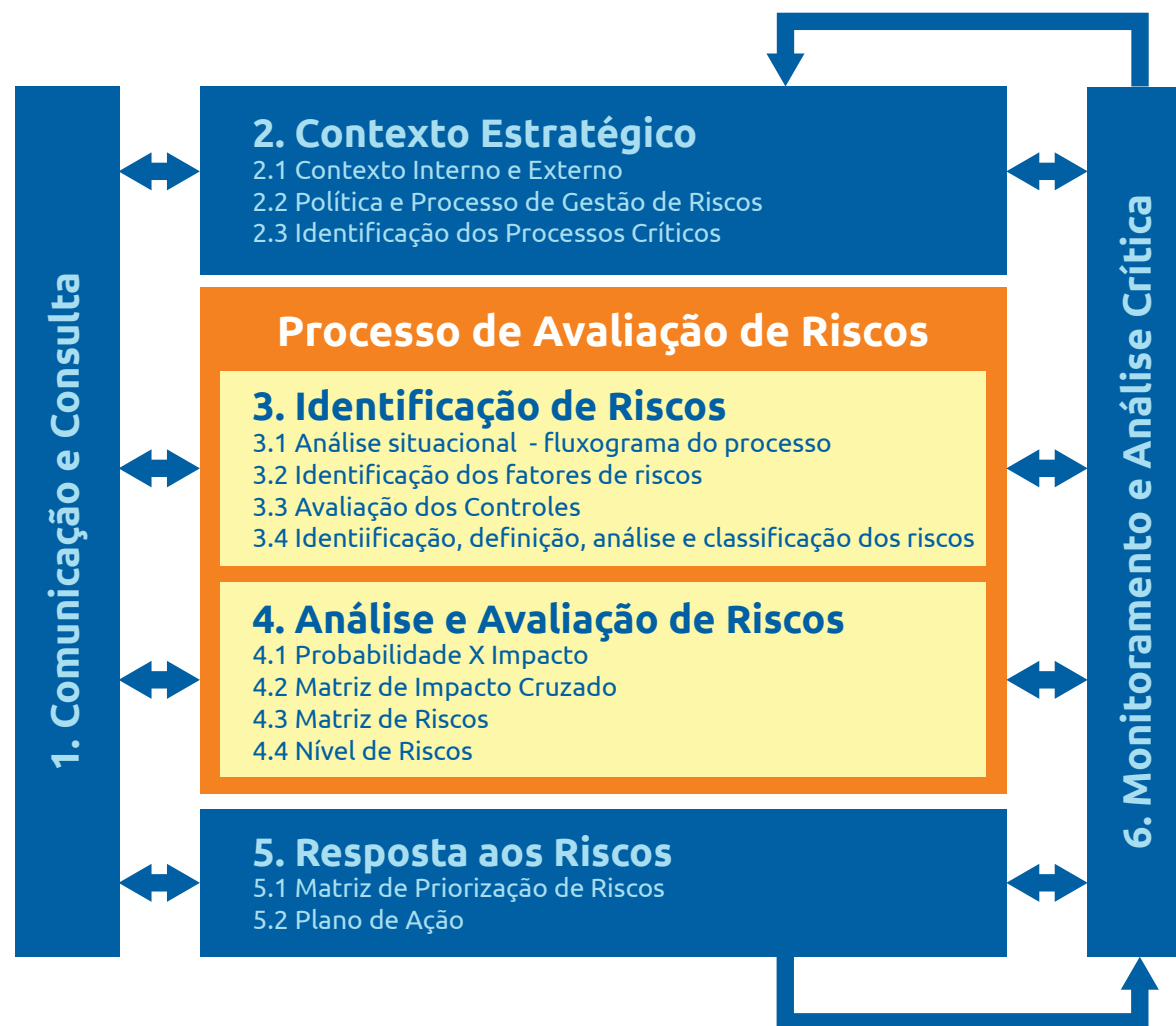 1. Comunicação e Consulta
2. Contexto Estratégico
2.1 Contexto Interno e Externo
2.2 Política e Processo de Gestão de Riscos
2.3 Identificação dos Processos Críticos
Processo de Avaliação de Riscos
3. Identificação de Riscos
3.1 Análise situacional  - fluxograma do processo
3.2 Identificação dos fatores de riscos
3.3 Avaliação dos Controles
3.4 Identiificação, definição, análise e classificação dos riscos
4. Análise e Avaliação de Riscos
4.1 Probabilidade X Impacto
4.2 Matriz de Impacto Cruzado
4.3 Matriz de Riscos
4.4 Nível de Riscos
5. Resposta aos Riscos
5.1 Matriz de Priorização de Riscos
5.2 Plano de Ação
6. Monitoramento e Análise Crítica